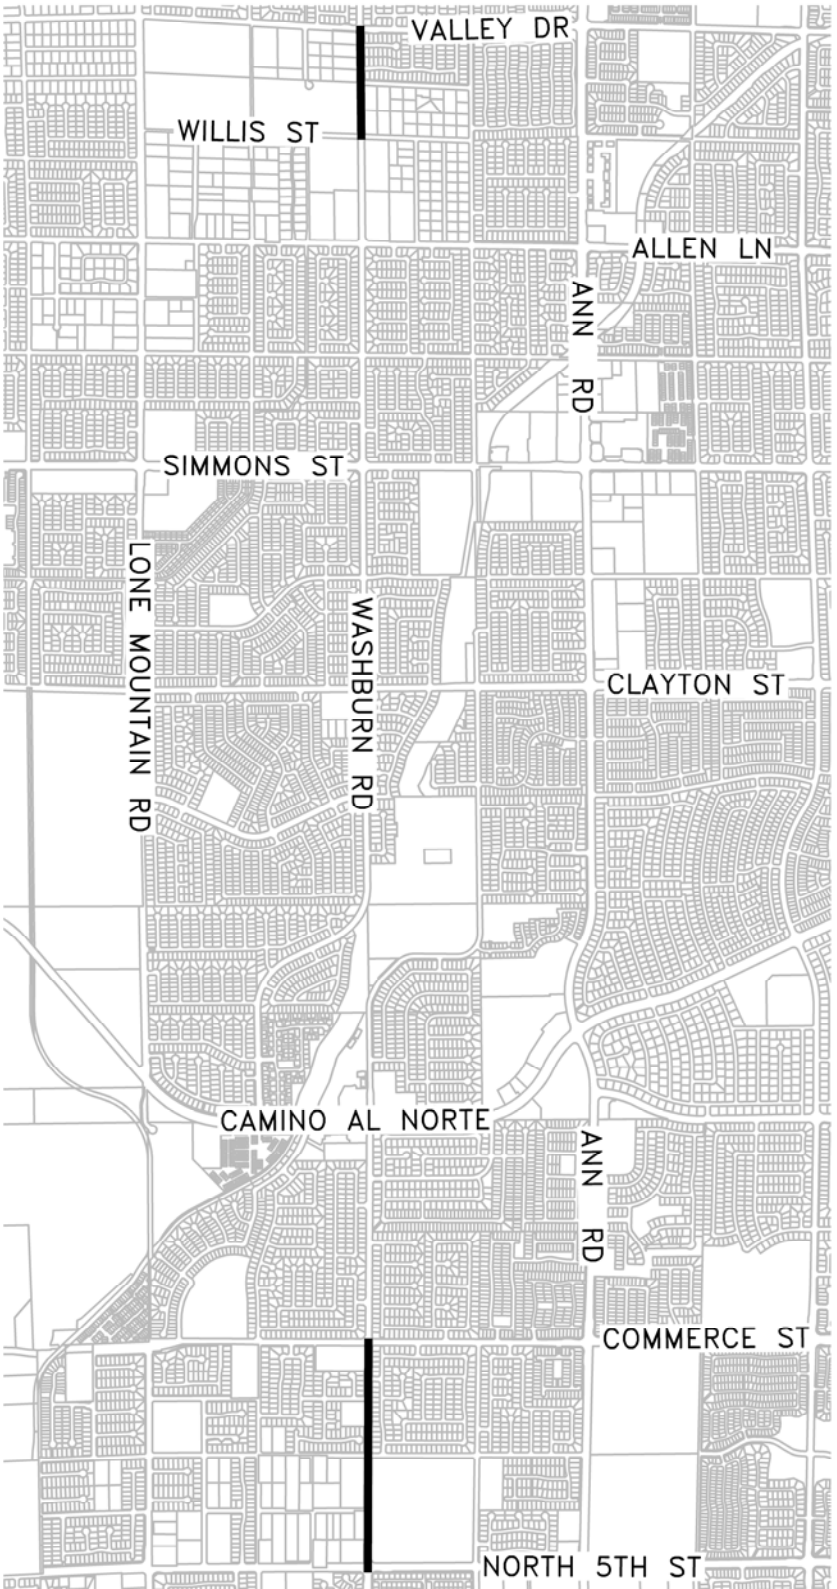 VALLEY DR
WILLIS ST
ALLEN LN
ANN RD
SIMMONS ST
LONE MOUNTAIN RD
WASHBURN RD
CLAYTON ST
CAMINO AL NORTE
ANN RD
COMMERCE ST
NORTH 5TH ST